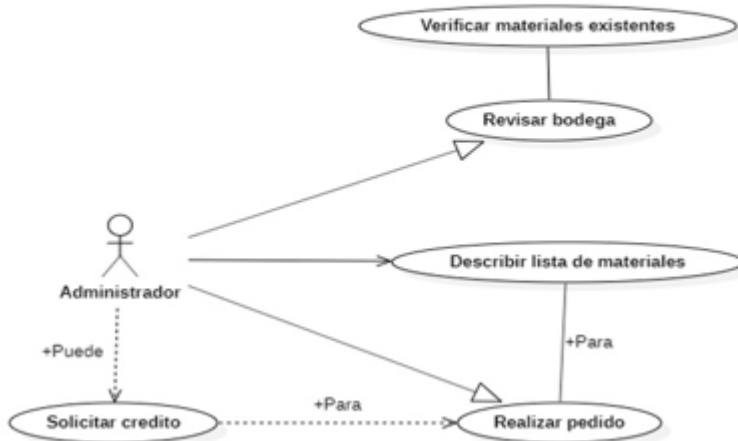 Verificar materiales existentes
Revisar bodega
Describir lista de materiales
Administrador
+Puede
+Para
+Para
Solicitar credito
Realizar pedido